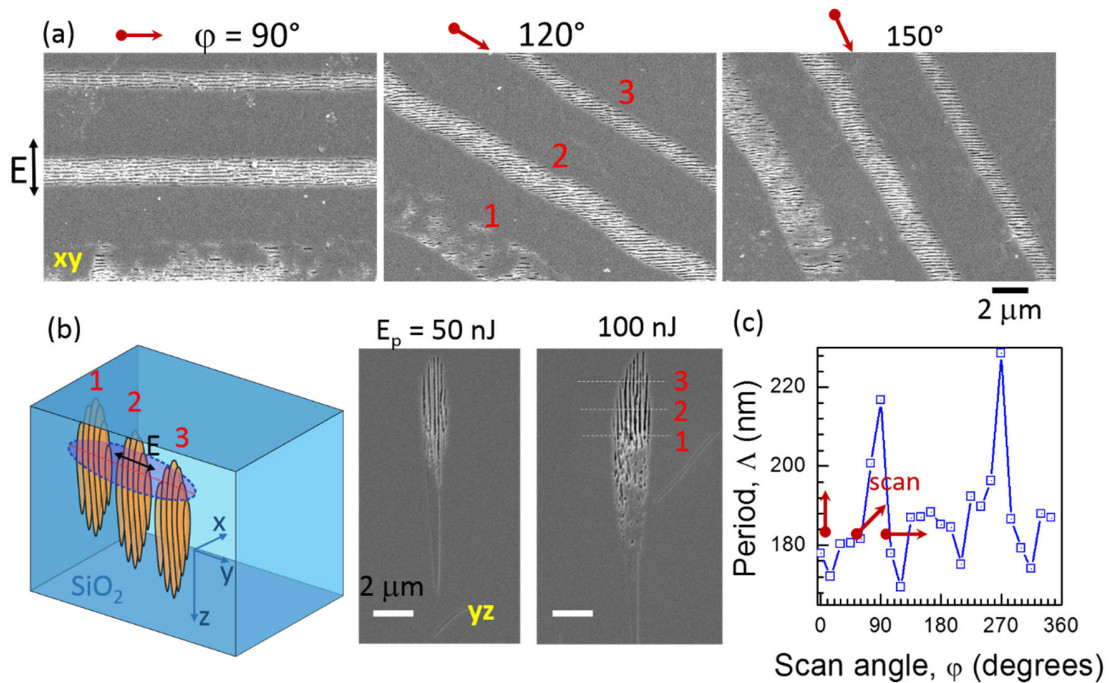 (a) φ = 90° 120° 150°
E
1 2 3
xy
2 μm
(b) Ep = 50 nJ 100 nJ (c)
1
2
3
E
x
y
z
SiO2
2 μm
yz
3
2
1
Period, Λ (nm)
220
200
180
scan
0 90 180 270 360
Scan angle, φ (degrees)